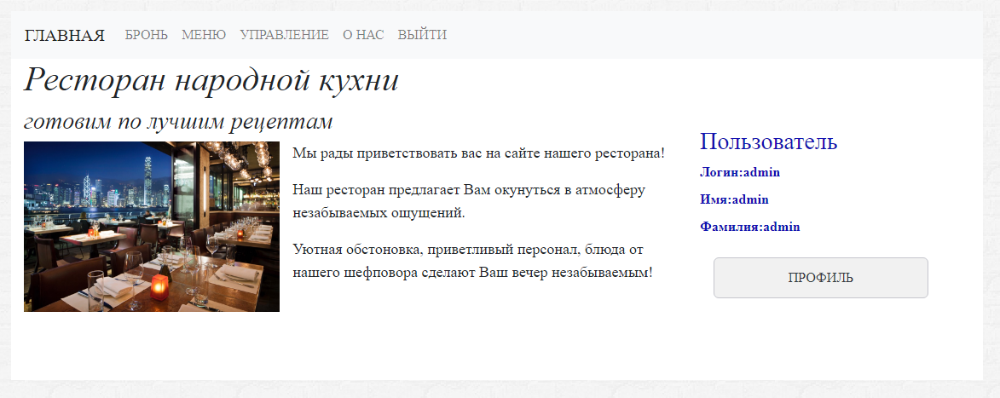 ГЛАВНАЯ БРОНЬ МЕНЮ УПРАВЛЕНИЕ О НАС ВЫЙТИ
Ресторан народной кухни
готовим по лучшим рецептам
Мы рады приветствовать вас на сайте нашего ресторана!
Наш ресторан предлагает Вам окунуться в атмосферу
незабываемых ощущений.
Уютная обстоновка, приветливый персонал, блюда от
нашего шефповора сделают Ваш вечер незабываемым!
Пользователь
Логин:admin
Имя:admin
Фамилия:admin
ПРОФИЛЬ